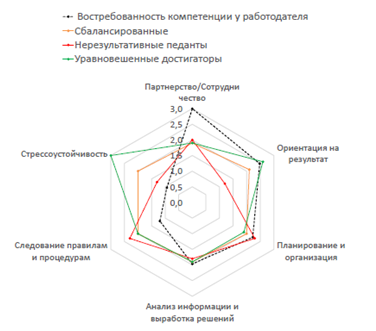 Востребованность компетенции у работодателя
Сбалансированные
Нерезультативные педанты
Уравновешенные достигаторы
Партнерство/Сотрудни
чество
3,0
2,5
2,0
1,5
1,0
0,5
0,0
Ориентация на
результат
Стрессоустойчивость
Следование правилам
и процедурам
Планирование и
организация
Анализ информации и
выработка решений